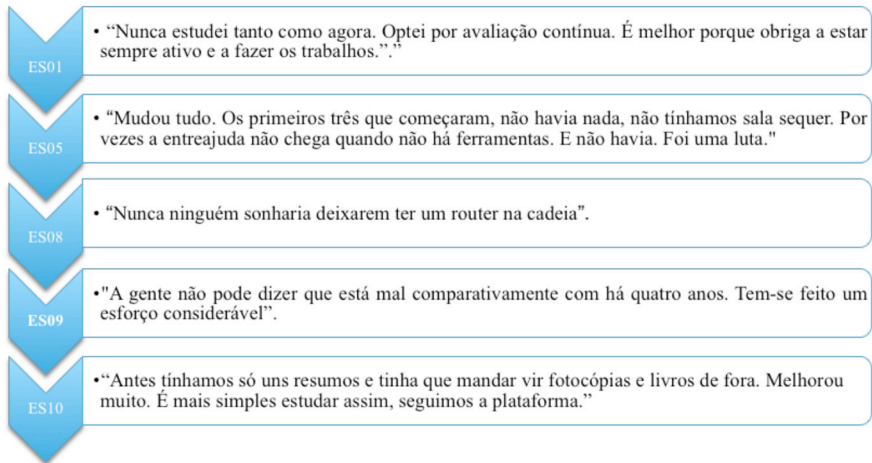 ES01
• “Nunca estudei tanto como agora. Optei por avaliação contínua. É melhor porque obriga a estar
sempre ativo e a fazer os trabalhos.”.”
ES05
• “Mudou tudo. Os primeiros três que começaram, não havia nada, não tínhamos sala sequer. Por
vezes a entreajuda não chega quando não há ferramentas. E não havia. Foi uma luta."
ES08
• “Nunca ninguém sonharia deixarem ter um router na cadeia”.
ES09
•"A gente não pode dizer que está mal comparativamente com há quatro anos. Tem-se feito um
esforço considerável”.
ES10
•“Antes tínhamos só uns resumos e tinha que mandar vir fotocópias e livros de fora. Melhorou
muito. É mais simples estudar assim, seguimos a plataforma.”